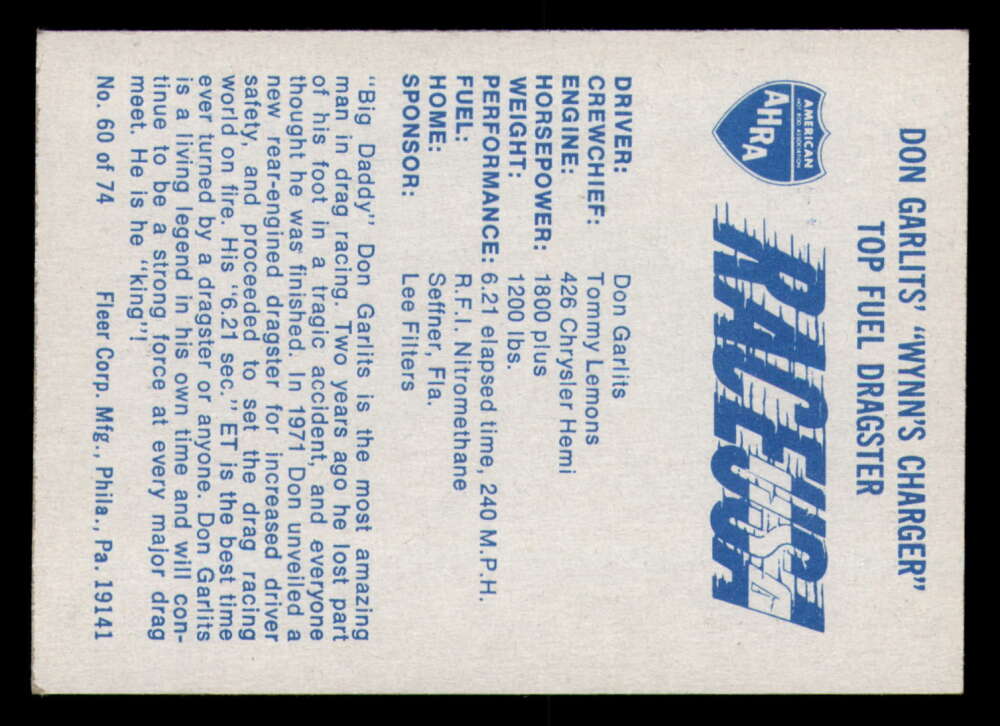 DON GARLITS' "WYNN'S CHARGER"
TOP FUEL DRAGSTER
AMERICAN
HOT ROD ASSOCIATION
AHRA
RACEWAY
USA
DRIVER: Don Garlits
CREWCHIEF: Tommy Lemons
ENGINE: 426 Chrysler Hemi
HORSEPOWER: 1800 plus
WEIGHT: 1200 lbs.
PERFORMANCE: 6.21 elapsed time, 240 M.P.H.
FUEL: R.F.I. Nitromethane
HOME: Seffner, Fla.
SPONSOR: Lee Filters
"Big Daddy" Don Garlits is the most amazing
man in drag racing. Two years ago he lost part
of his foot in a tragic accident, and everyone
thought he was finished. In 1971 Don unveiled a
new rear-engined dragster for increased driver
safety, and proceeded to set the drag racing
world on fire. His "6.21 sec." ET is the best time
ever turned by a dragster or anyone. Don Garlits
is a living legend in his own time and will con-
tinue to be a strong force at every major drag
meet. He is he "king"!
No. 60 of 74 Fleer Corp. Mfg., Phila., Pa. 19141